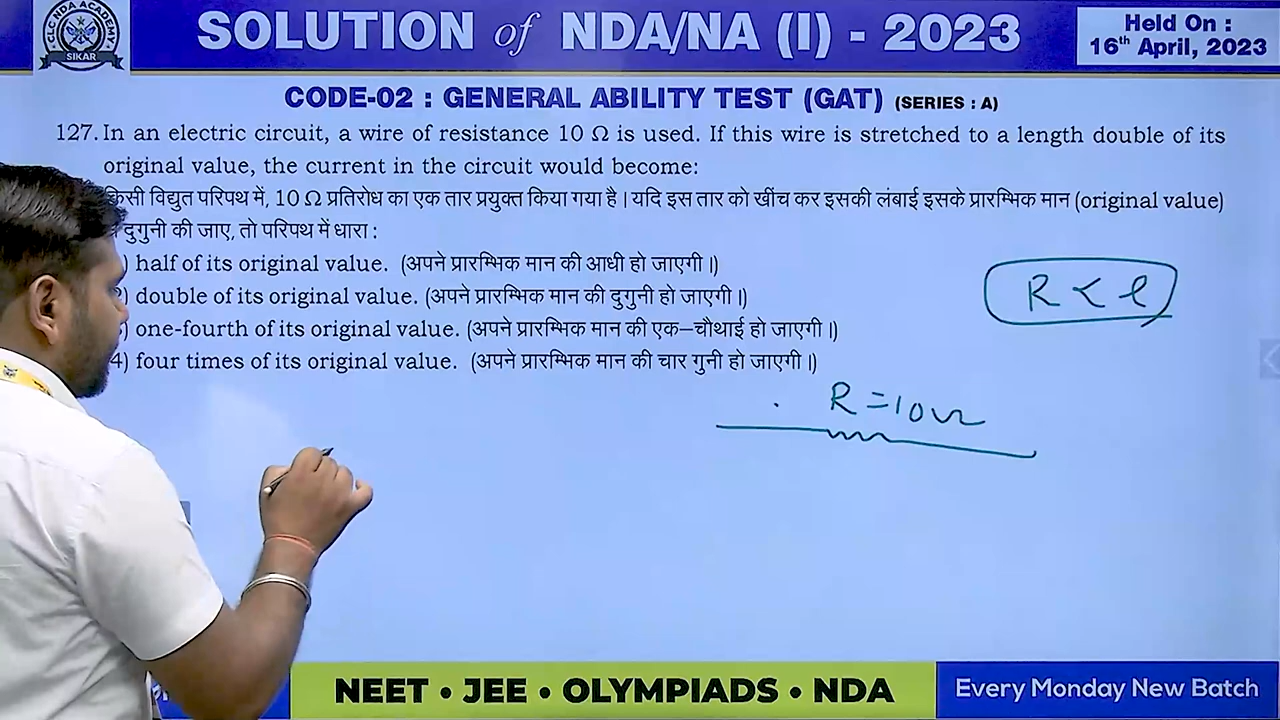 CLC NDA ACADEMY
SIKAR
SOLUTION of NDA/NA (I) - 2023
Held On :
16th April, 2023
CODE-02 : GENERAL ABILITY TEST (GAT) (SERIES : A)
127. In an electric circuit, a wire of resistance 10 Ω is used. If this wire is stretched to a length double of its
original value, the current in the circuit would become:
किसी विद्युत परिपथ में, 10 Ω प्रतिरोध का एक तार प्रयुक्त किया गया है। यदि इस तार को खींच कर इसकी लंबाई इसके प्रारम्भिक मान (original value)
दुगुनी की जाए, तो परिपथ में धारा :
) half of its original value. (अपने प्रारम्भिक मान की आधी हो जाएगी।)
) double of its original value. (अपने प्रारम्भिक मान की दुगुनी हो जाएगी।)
) one-fourth of its original value. (अपने प्रारम्भिक मान की एक–चौथाई हो जाएगी।)
4) four times of its original value. (अपने प्रारम्भिक मान की चार गुनी हो जाएगी।)
R < l
R = 10 Ω
NEET • JEE • OLYMPIADS • NDA
Every Monday New Batch